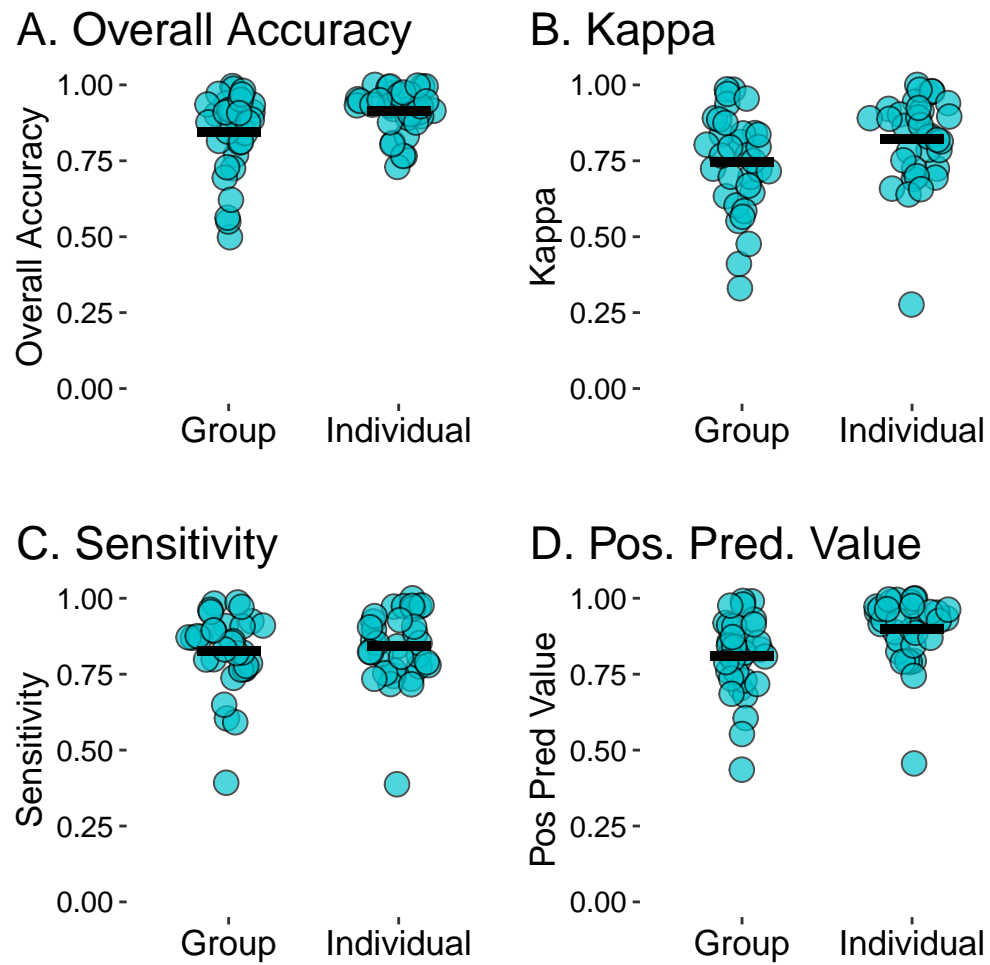 A. Overall Accuracy
B. Kappa
Overall Accuracy
1.00
0.75
0.50
0.25
0.00
Group
Individual
Kappa
1.00
0.75
0.50
0.25
0.00
Group
Individual
C. Sensitivity
D. Pos. Pred. Value
Sensitivity
1.00
0.75
0.50
0.25
0.00
Group
Individual
Pos Pred Value
1.00
0.75
0.50
0.25
0.00
Group
Individual